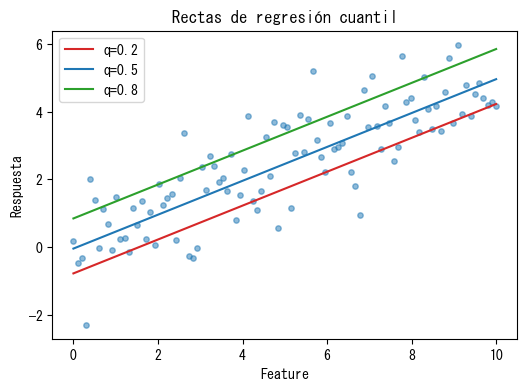 Rectas de regresión cuantil
q=0.2
q=0.5
q=0.8
Respuesta
6
4
2
0
−2
0 2 4 6 8 10
Feature